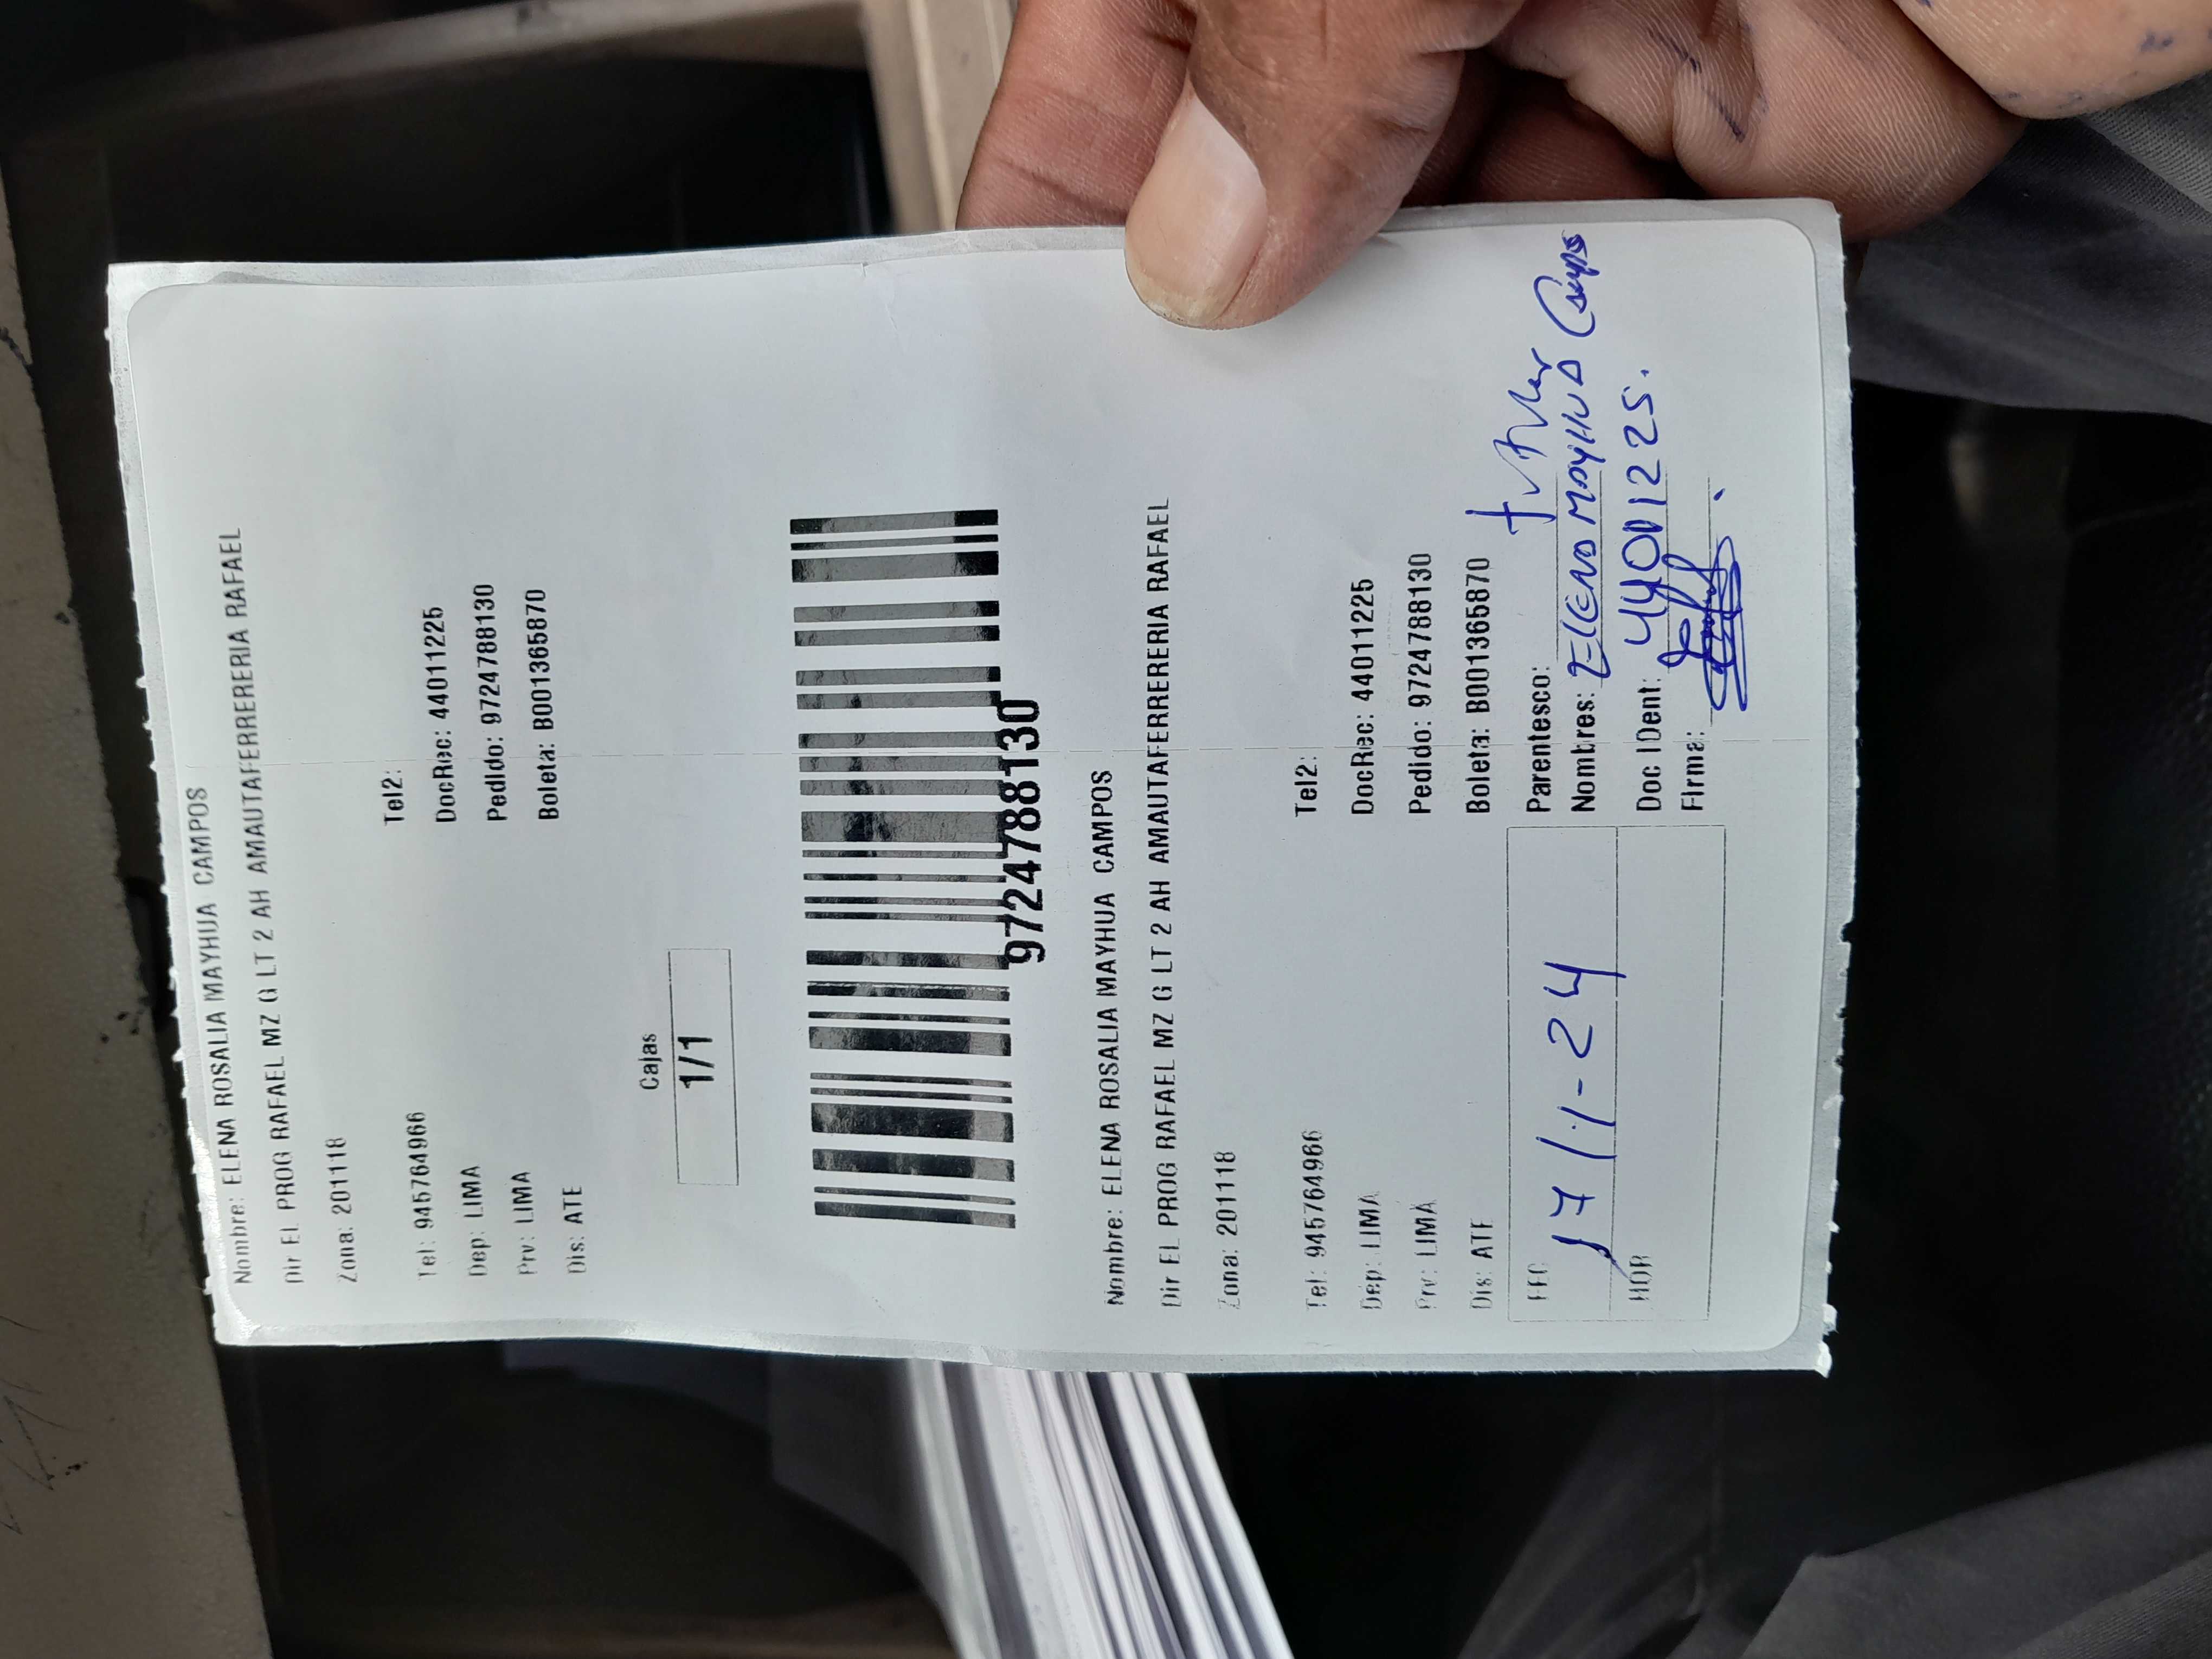 Nombre: ELENA ROSALIA MAYHUA CAMPOS
Dir EL PROG RAFAEL MZ G LT 2 AH AMAUTAFERRERERIA RAFAEL
Zona: 201118
Tel: 945764966 Tel2:
Dep: LIMA DocRec: 44011225
Prv: LIMA Pedido: 9724788130
Dis: ATE Boleta: B001365870
Cajas
1/1
9724788130
Nombre: ELENA ROSALIA MAYHUA CAMPOS
Dir EL PROG RAFAEL MZ G LT 2 AH AMAUTAFERRERERIA RAFAEL
Zona: 201118
Tel: 945764966 Tel2:
Dep: LIMA DocRec: 44011225
Prv: LIMA Pedido: 9724788130
Dis: ATE Boleta: B001365870
FEC 17/1-24 Parentesco:
Nombres: Elena Mayhua Campos
HOR Doc IDent: 44011225.
Firma: